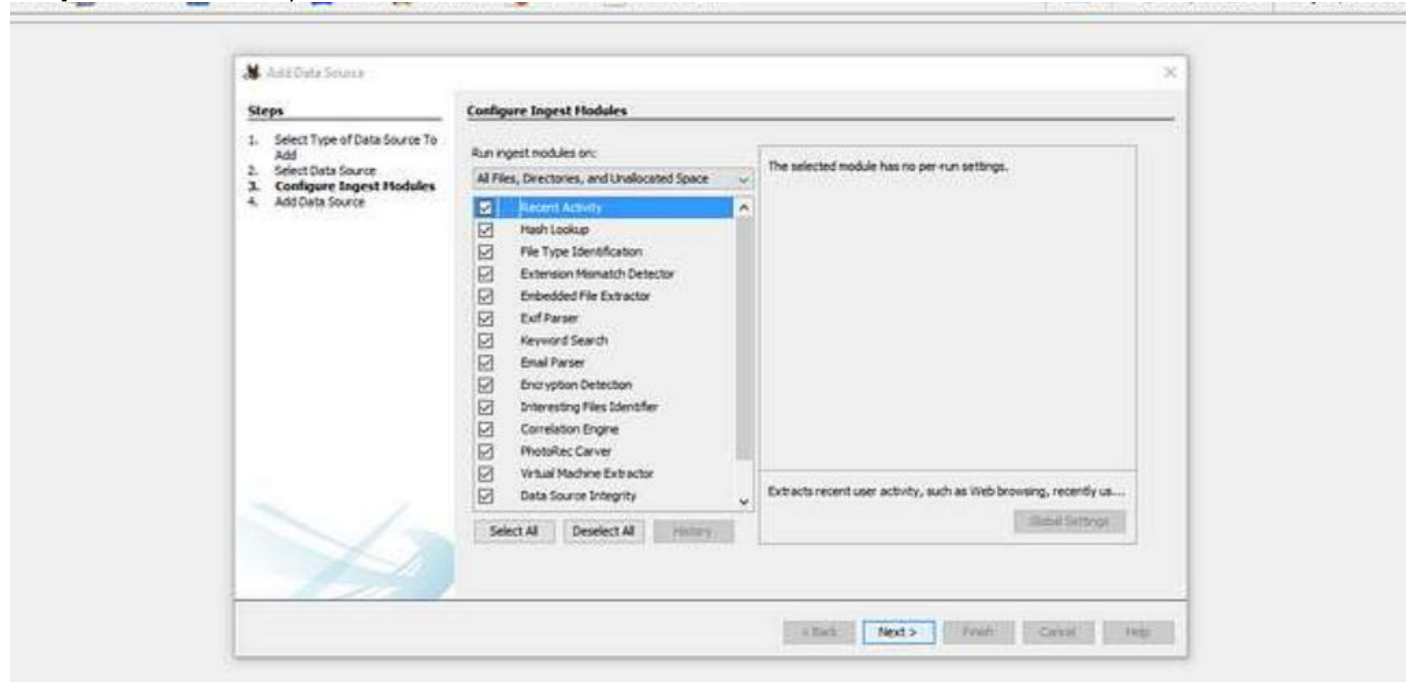 Add Data Source
Steps
1. Select Type of Data Source To
Add
2. Select Data Source
3. Configure Ingest Modules
4. Add Data Source
Configure Ingest Modules
Run ingest modules on:
All Files, Directories, and Unallocated Space
Recent Activity
Hash Lookup
File Type Identification
Extension Mismatch Detector
Embedded File Extractor
Exif Parser
Keyword Search
Email Parser
Encryption Detection
Interesting Files Identifier
Correlation Engine
PhotoRec Carver
Virtual Machine Extractor
Data Source Integrity
Select All Deselect All History
The selected module has no per-run settings.
Extracts recent user activity, such as Web browsing, recently us....
Global Settings
< Back Next > Finish Cancel Help